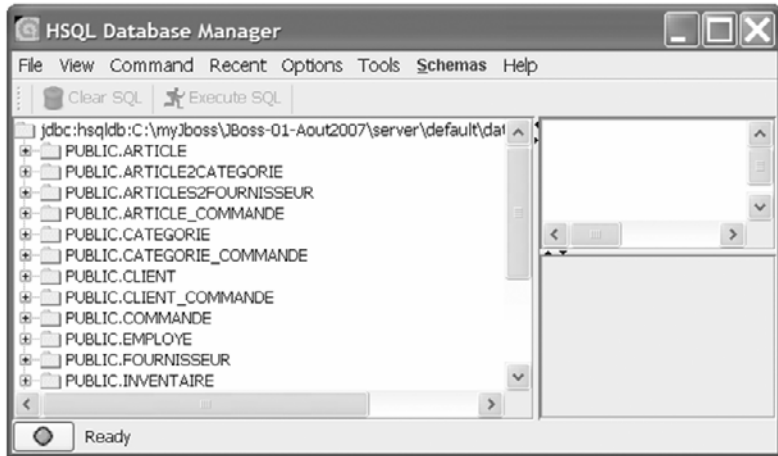 HSQL Database Manager
File View Command Recent Options Tools Schemas Help
Clear SQL Execute SQL
jdbc:hsqldb:C:\myJboss\JBoss-01-Aout2007\server\default\dat
PUBLIC.ARTICLE
PUBLIC.ARTICLE2CATEGORIE
PUBLIC.ARTICLES2FOURNISSEUR
PUBLIC.ARTICLE_COMMANDE
PUBLIC.CATEGORIE
PUBLIC.CATEGORIE_COMMANDE
PUBLIC.CLIENT
PUBLIC.CLIENT_COMMANDE
PUBLIC.COMMANDE
PUBLIC.EMPLOYE
PUBLIC.FOURNISSEUR
PUBLIC.INVENTAIRE
Ready